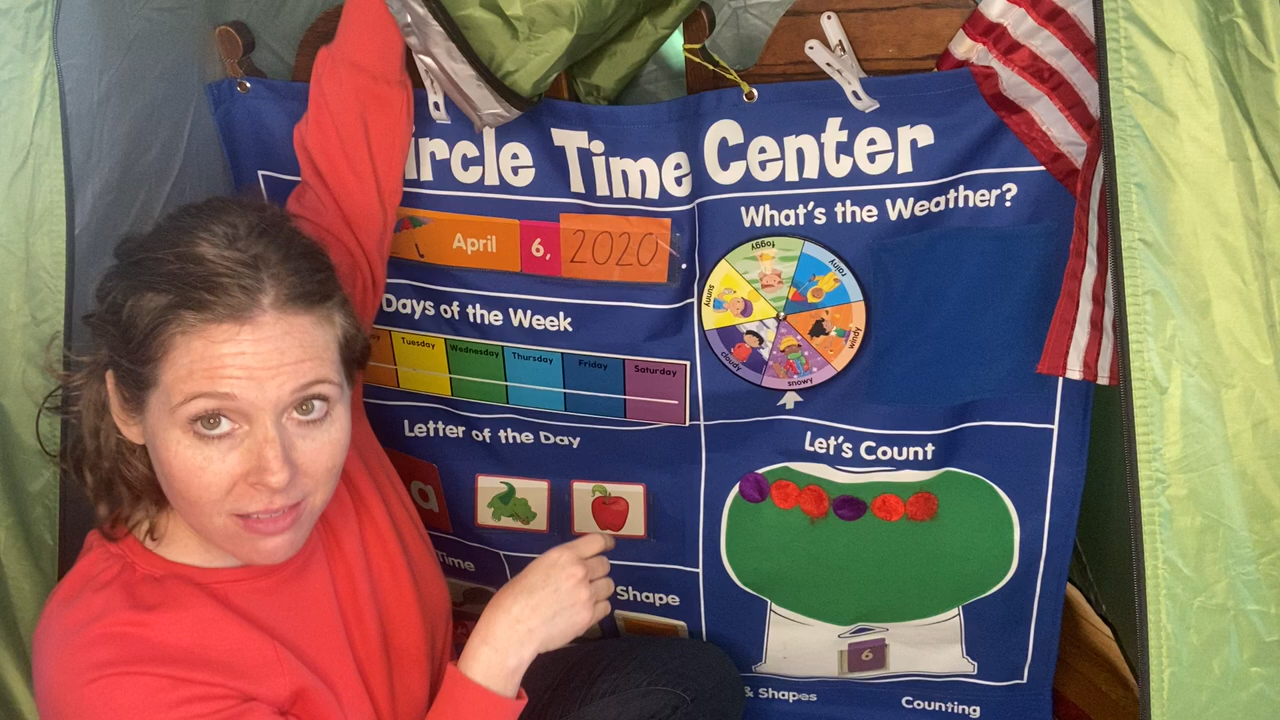 ircle Time Center
What's the Weather?
April 6, 2020
foggy
rainy
sunny
windy
cloudy
snowy
Days of the Week
Tuesday Wednesday Thursday Friday Saturday
Letter of the Day
a
Let's Count
Time
Shape
6
& Shapes
Counting